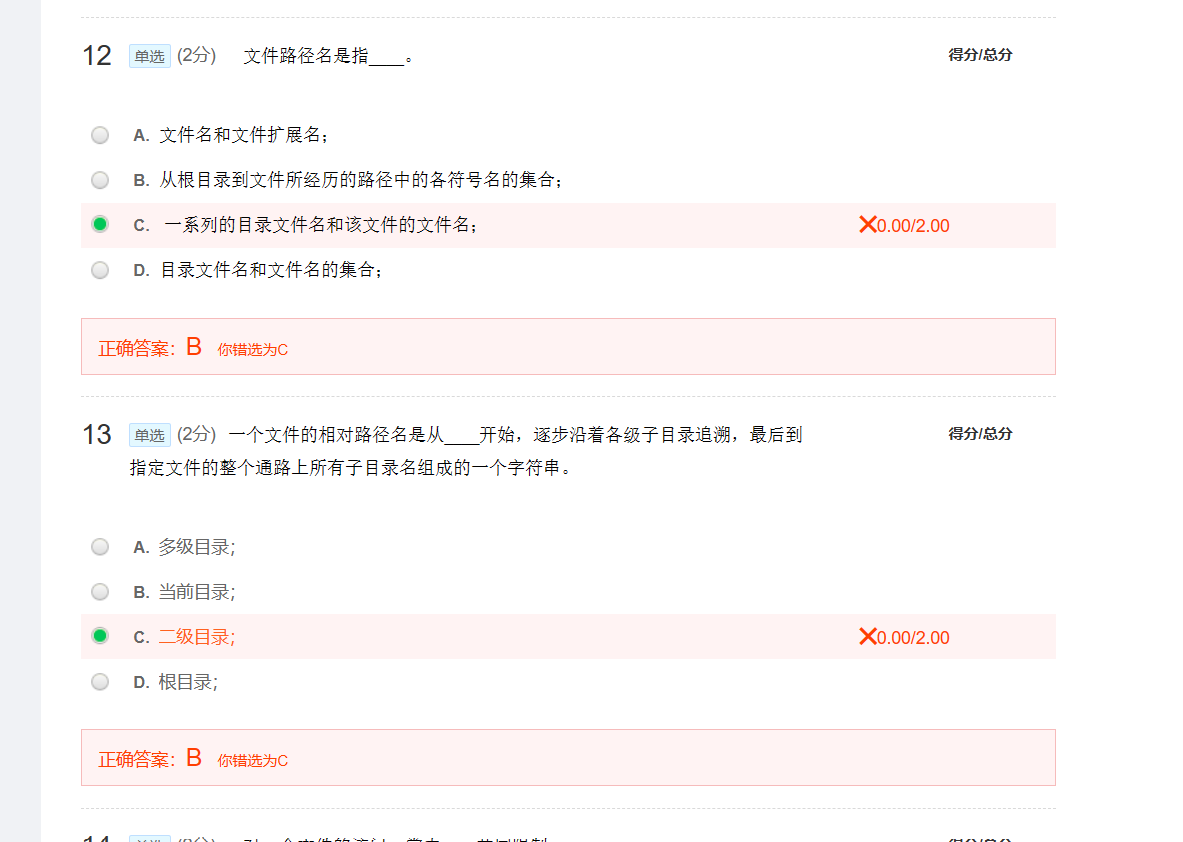 12 单选 (2分) 文件路径名是指____。 得分/总分
A. 文件名和文件扩展名;
B. 从根目录到文件所经历的路径中的各符号名的集合;
C. 一系列的目录文件名和该文件的文件名; 0.00/2.00
D. 目录文件名和文件名的集合;
正确答案：B 你错选为C
13 单选 (2分) 一个文件的相对路径名是从____开始，逐步沿着各级子目录追溯，最后到 得分/总分
指定文件的整个通路上所有子目录名组成的一个字符串。
A. 多级目录;
B. 当前目录;
C. 二级目录; 0.00/2.00
D. 根目录;
正确答案：B 你错选为C